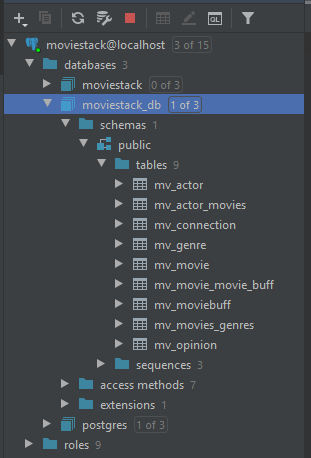 QL
moviestack@localhost 3 of 15
databases 3
moviestack 0 of 3
moviestack_db 1 of 3
schemas 1
public
tables 9
mv_actor
mv_actor_movies
mv_connection
mv_genre
mv_movie
mv_movie_movie_buff
mv_moviebuff
mv_movies_genres
mv_opinion
sequences 3
access methods 7
extensions 1
postgres 1 of 3
roles 9